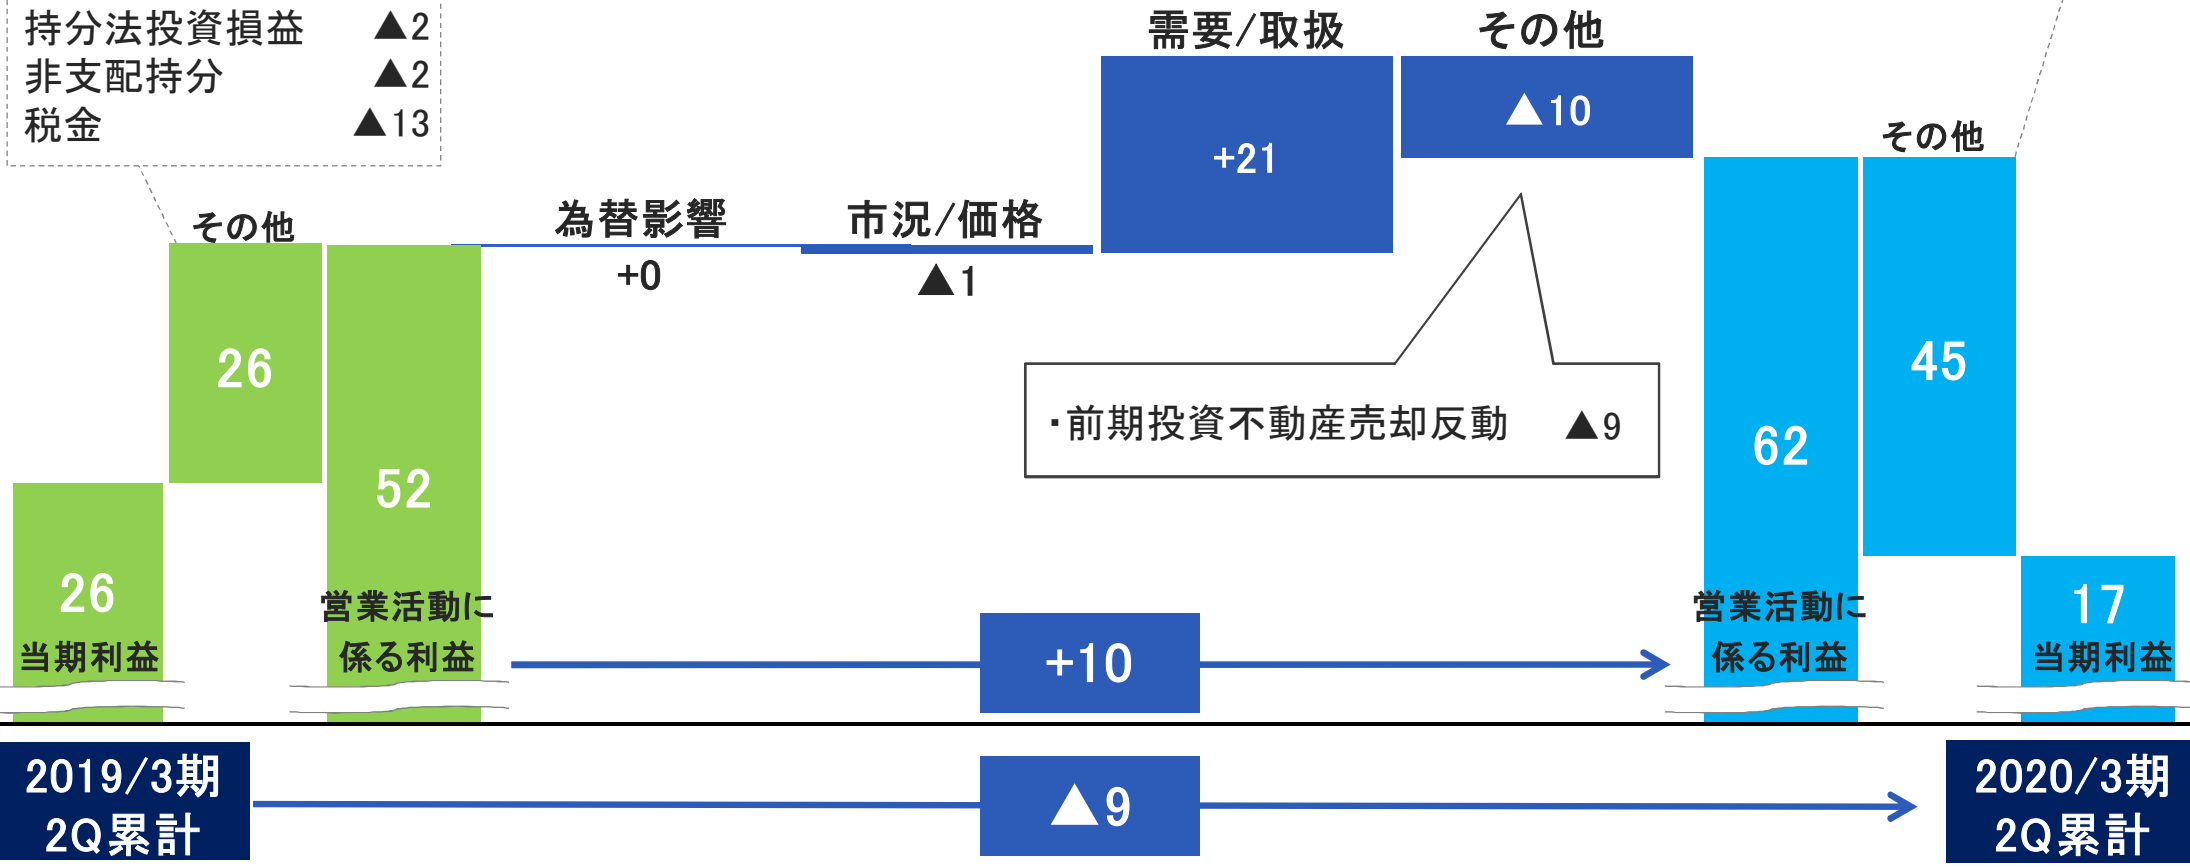 持分法投資損益 ▲2
非支配持分 ▲2
税金 ▲13
需要/取扱
+21
その他
▲10
その他
その他
為替影響
+0
市況/価格
▲1
26
52
26
当期利益
営業活動に
係る利益
・前期投資不動産売却反動 ▲9
45
62
営業活動に
係る利益
17
当期利益
+10
2019/3期
2Q累計
▲9
2020/3期
2Q累計